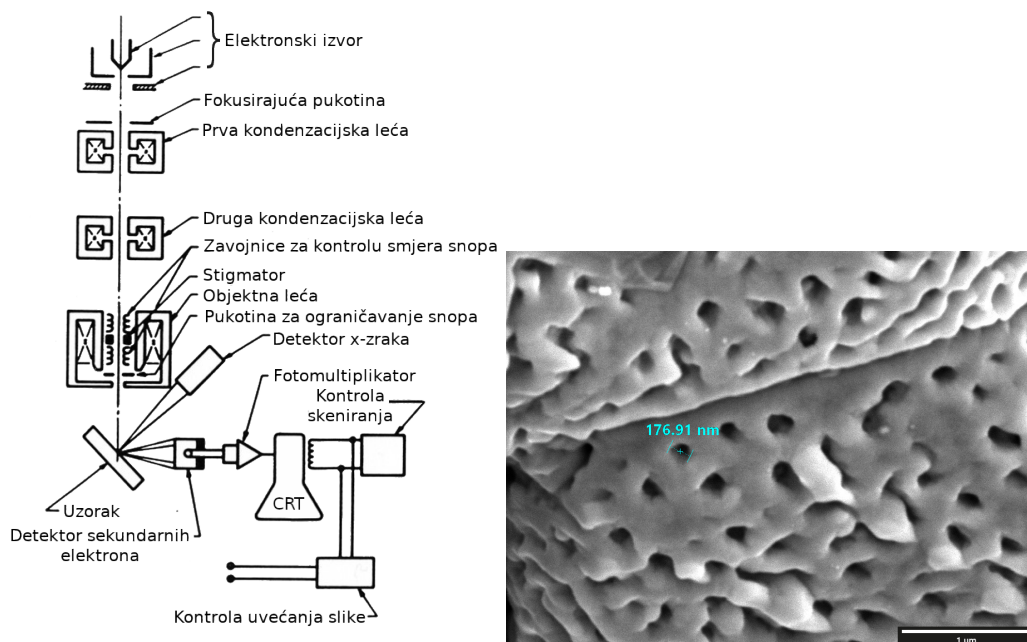 Elektronski izvor
Fokusirajuća pukotina
Prva kondenzacijska leća
Druga kondenzacijska leća
Zavojnice za kontrolu smjera snopa
Stigmator
Objektna leća
Pukotina za ograničavanje snopa
Detektor x-zraka
Fotomultiplikator
Kontrola
skeniranja
CRT
Uzorak
Detektor sekundarnih
elektrona
Kontrola uvećanja slike
176.91 nm
1 µm